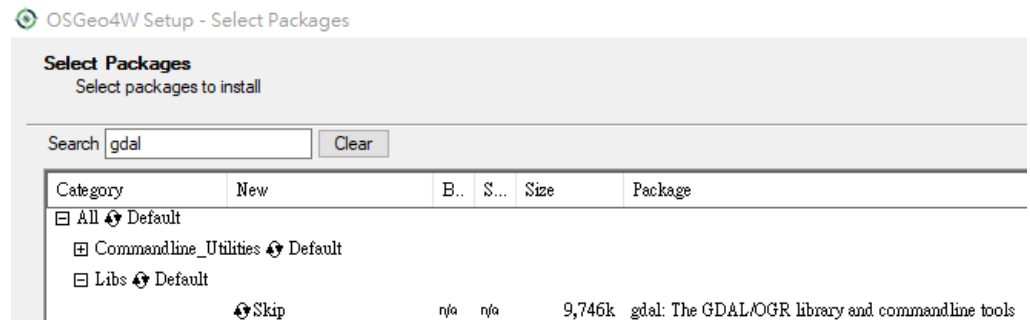 OSGeo4W Setup - Select Packages
Select Packages
Select packages to install
Search gdal Clear
Category New B.. S... Size Package
All Default
Commandline_Utilities Default
Libs Default
Skip n/a n/a 9,746k gdal: The GDAL/OGR library and commandline tools